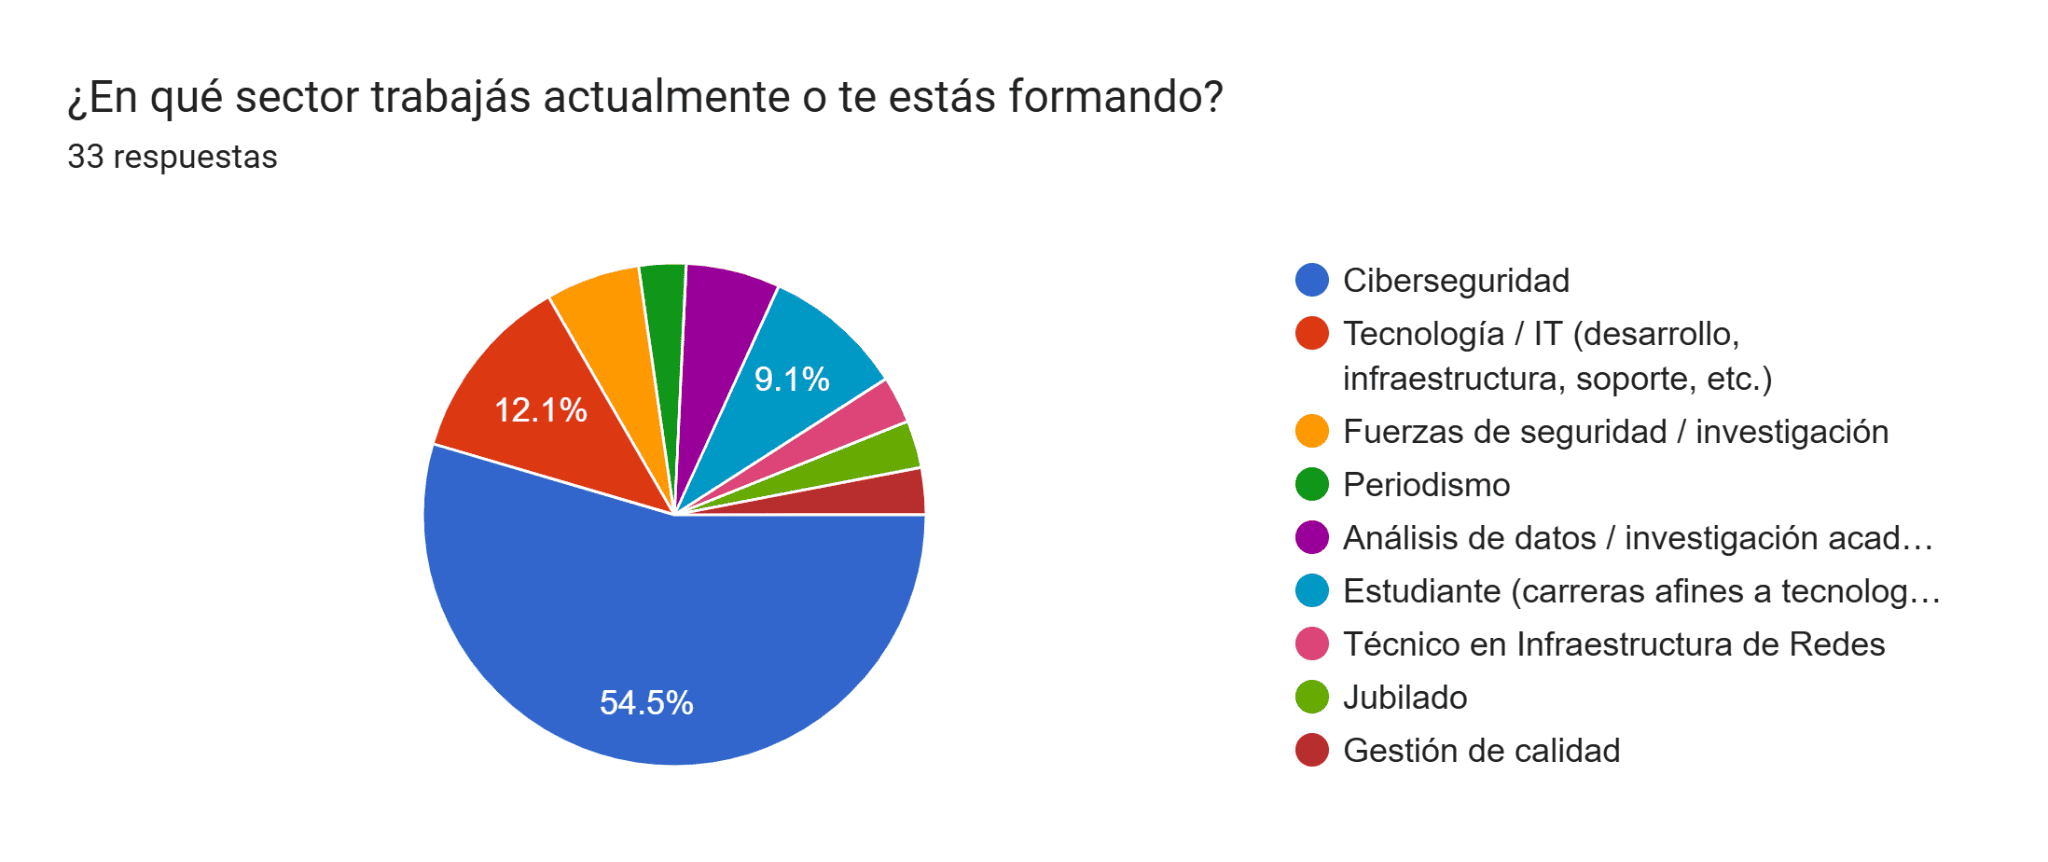 ¿En qué sector trabajás actualmente o te estás formando?
33 respuestas
12.1%
9.1%
54.5%
Ciberseguridad
Tecnología / IT (desarrollo,
infraestructura, soporte, etc.)
Fuerzas de seguridad / investigación
Periodismo
Análisis de datos / investigación acad…
Estudiante (carreras afines a tecnolog…
Técnico en Infraestructura de Redes
Jubilado
Gestión de calidad